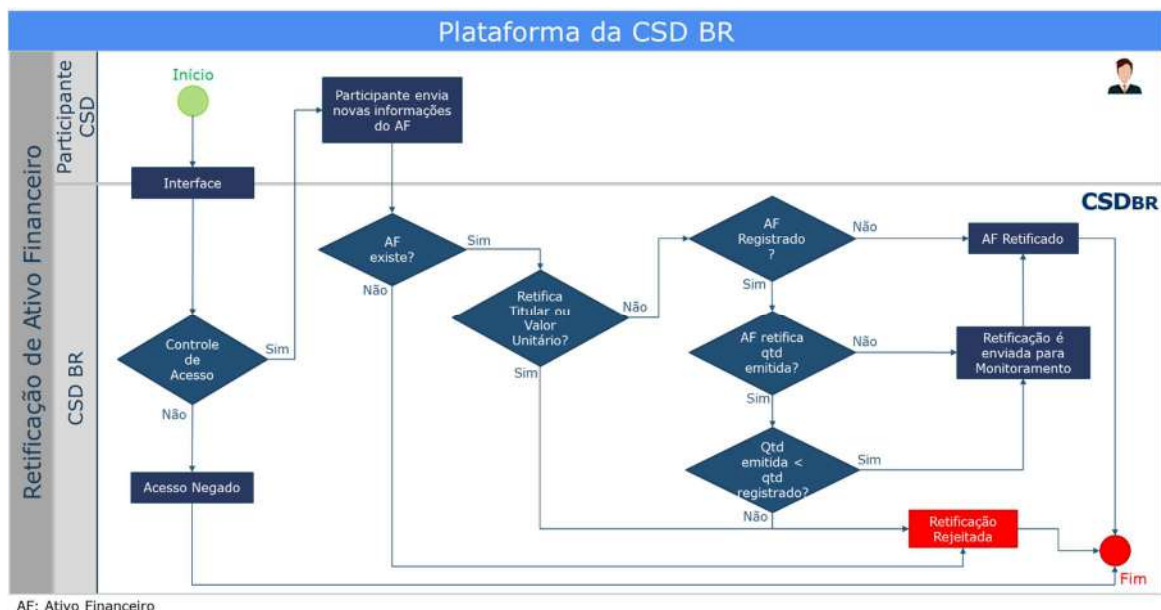 Plataforma da CSD BR
Retificação de Ativo Financeiro
Participante
CSD
CSD BR
Início
Interface
Participante envia
novas informações
do AF
CSDBR
Controle
de
Acesso
Sim
Não
Acesso Negado
AF
existe?
Sim
Não
Retifica
Titular ou
Valor
Unitário?
Não
Sim
AF
Registrado
?
Não
Sim
AF Retificado
AF retifica
qtd
emitida?
Não
Sim
Retificação é
enviada para
Monitoramento
Qtd
emitida <
qtd
registrado?
Sim
Não
Retificação
Rejeitada
Fim
AF: Ativo Financeiro